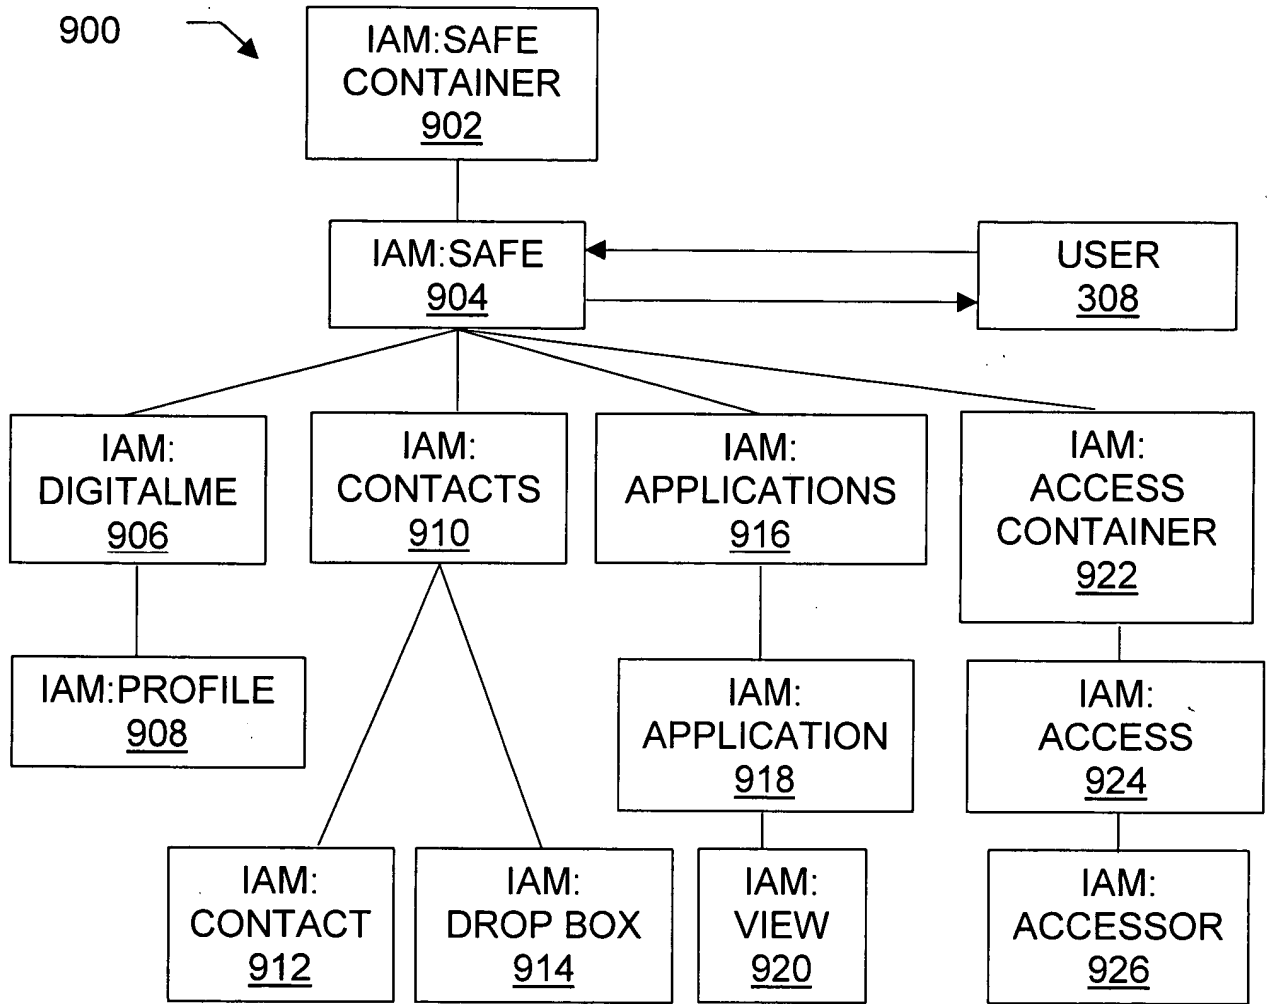 900
IAM:SAFE
CONTAINER
902
IAM:SAFE
904
USER
308
IAM:
DIGITALME
906
IAM:
CONTACTS
910
IAM:
APPLICATIONS
916
IAM:
ACCESS
CONTAINER
922
IAM:PROFILE
908
IAM:
APPLICATION
918
IAM:
ACCESS
924
IAM:
CONTACT
912
IAM:
DROP BOX
914
IAM:
VIEW
920
IAM:
ACCESSOR
926